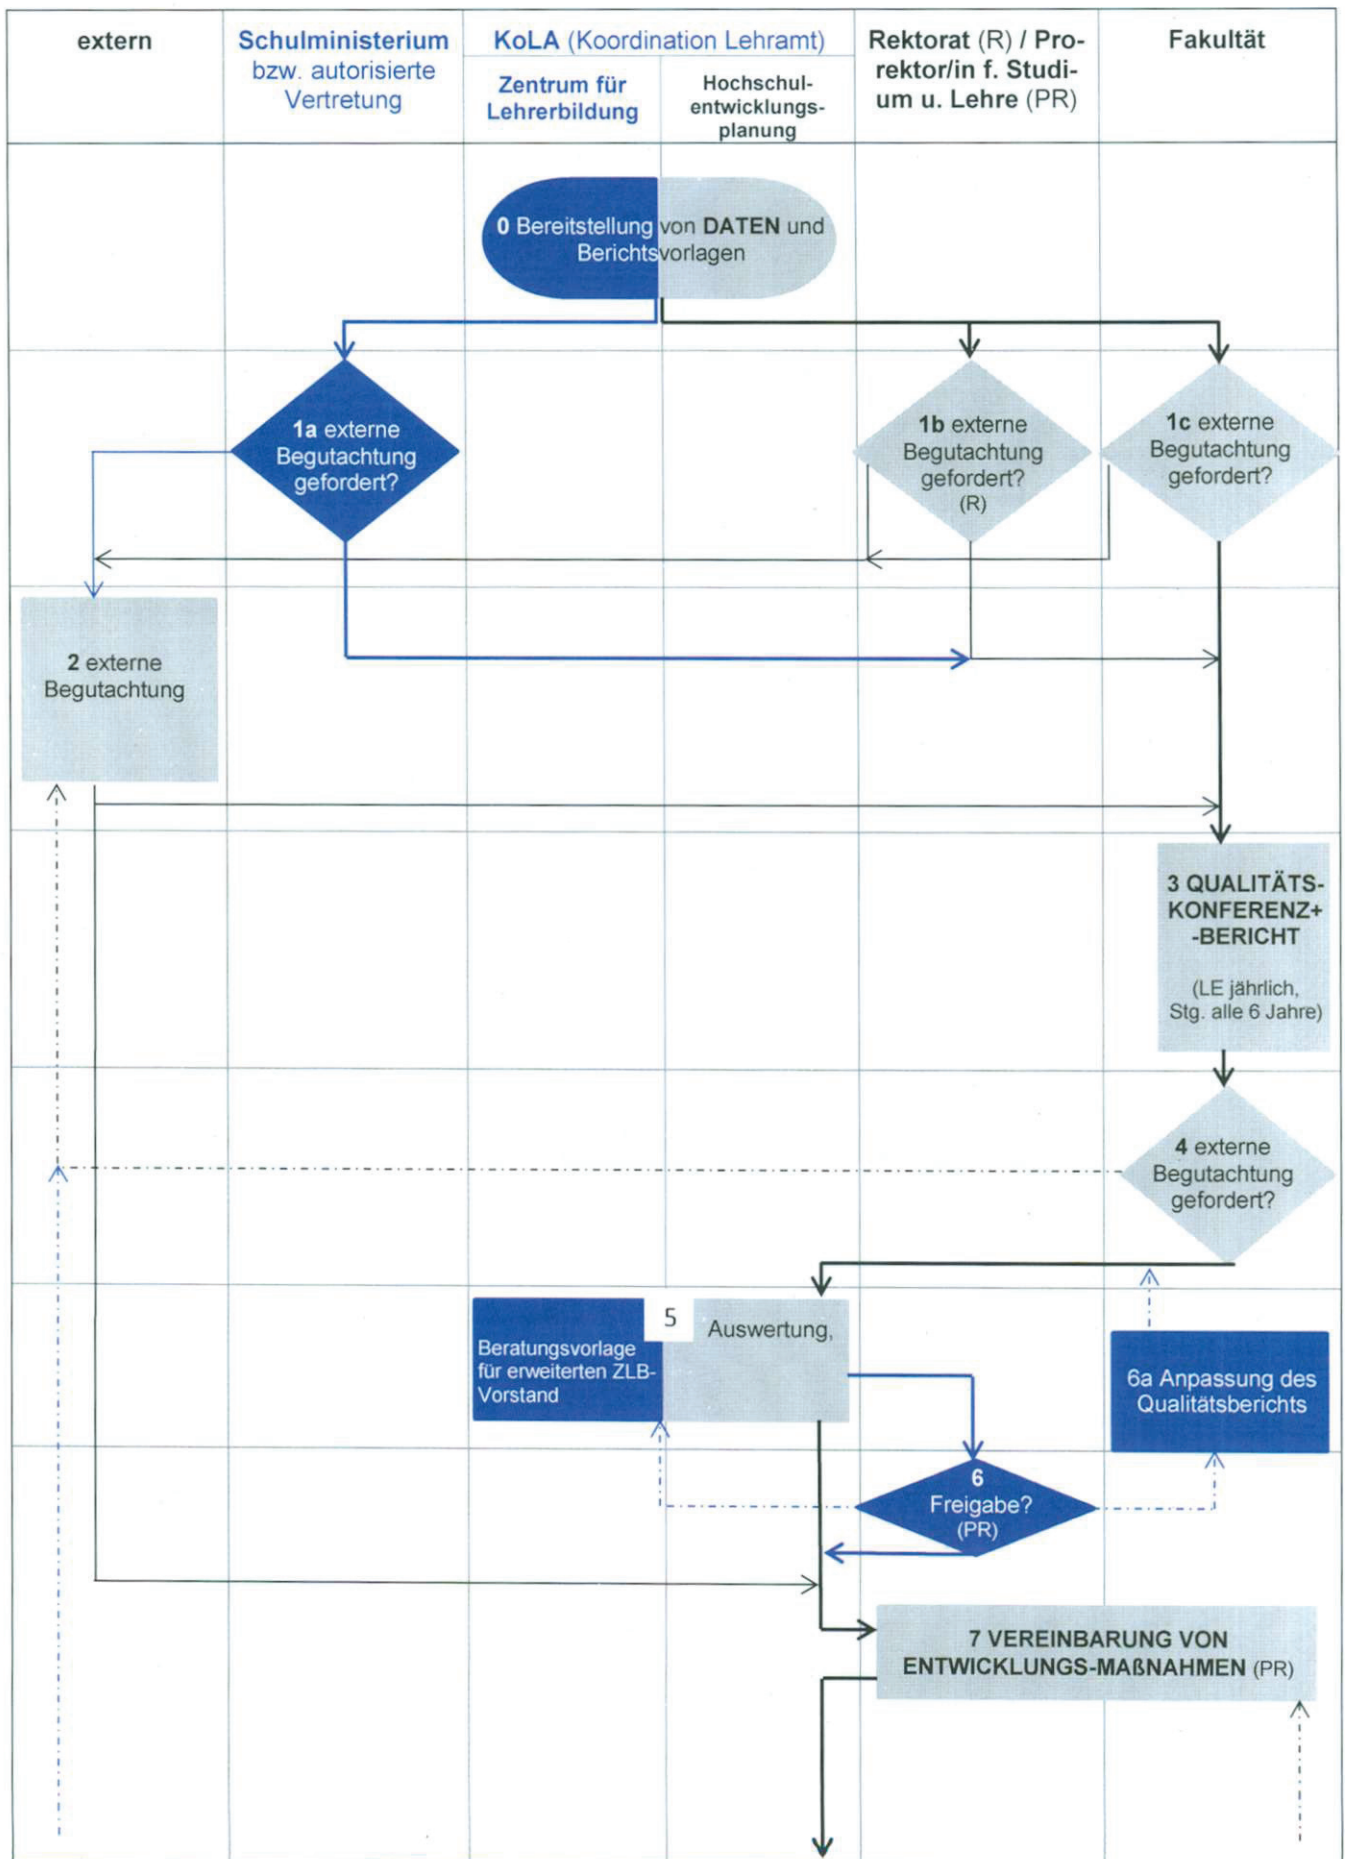 extern
Schulministerium
bzw. autorisierte
Vertretung
KoLA (Koordination Lehramt)
Zentrum für
Lehrerbildung
Hochschul-
entwicklungs-
planung
Rektorat (R) / Pro-
rektor/in f. Studi-
um u. Lehre (PR)
Fakultät
0 Bereitstellung von DATEN und
Berichtsvorlagen
1a externe
Begutachtung
gefordert?
1b externe
Begutachtung
gefordert?
(R)
1c externe
Begutachtung
gefordert?
2 externe
Begutachtung
3 QUALITÄTS-
KONFERENZ+
-BERICHT
(LE jährlich,
Stg. alle 6 Jahre)
4 externe
Begutachtung
gefordert?
5
Beratungsvorlage
für erweiterten ZLB-
Vorstand
Auswertung,
6a Anpassung des
Qualitätsberichts
6
Freigabe?
(PR)
7 VEREINBARUNG VON
ENTWICKLUNGS-MAßNAHMEN (PR)